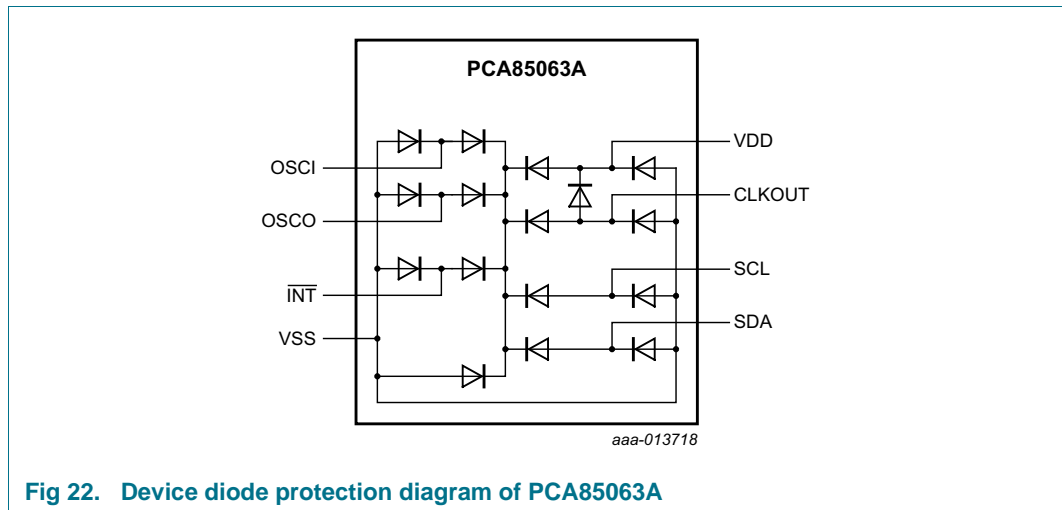 PCA85063A
OSCI
OSCO
INT
VSS
VDD
CLKOUT
SCL
SDA
aaa-013718
Fig 22. Device diode protection diagram of PCA85063A